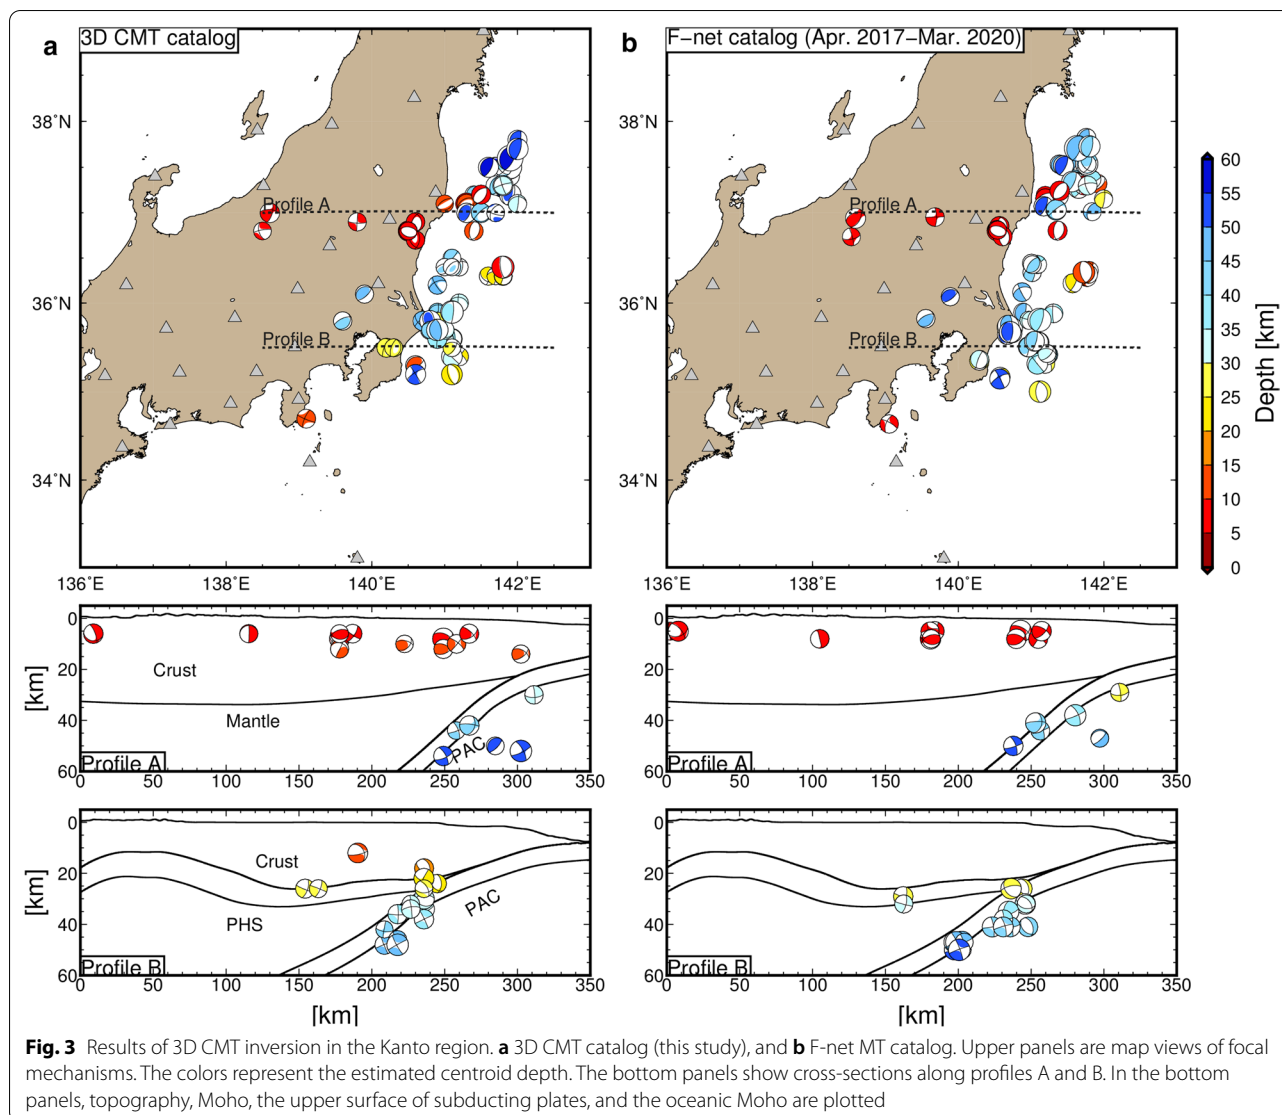 a
3D CMT catalog
b
F-net catalog (Apr. 2017-Mar. 2020)
38°N
36°N
34°N
136°E
138°E
140°E
142°E
Profile A
Profile B
38°N
36°N
34°N
136°E
138°E
140°E
142°E
Profile A
Profile B
60
55
50
45
40
35
30
25
20
15
10
5
0
Depth [km]
[km]
0
20
40
60
Crust
Mantle
PAC
Profile A
0
50
100
150
200
250
300
350
0
20
40
60
Profile A
0
50
100
150
200
250
300
350
[km]
0
20
40
60
Crust
PHS
PAC
Profile B
0
50
100
150
200
250
300
350
[km]
0
20
40
60
Profile B
0
50
100
150
200
250
300
350
[km]
Fig. 3 Results of 3D CMT inversion in the Kanto region. a 3D CMT catalog (this study), and b F-net MT catalog. Upper panels are map views of focal
mechanisms. The colors represent the estimated centroid depth. The bottom panels show cross-sections along profiles A and B. In the bottom
panels, topography, Moho, the upper surface of subducting plates, and the oceanic Moho are plotted